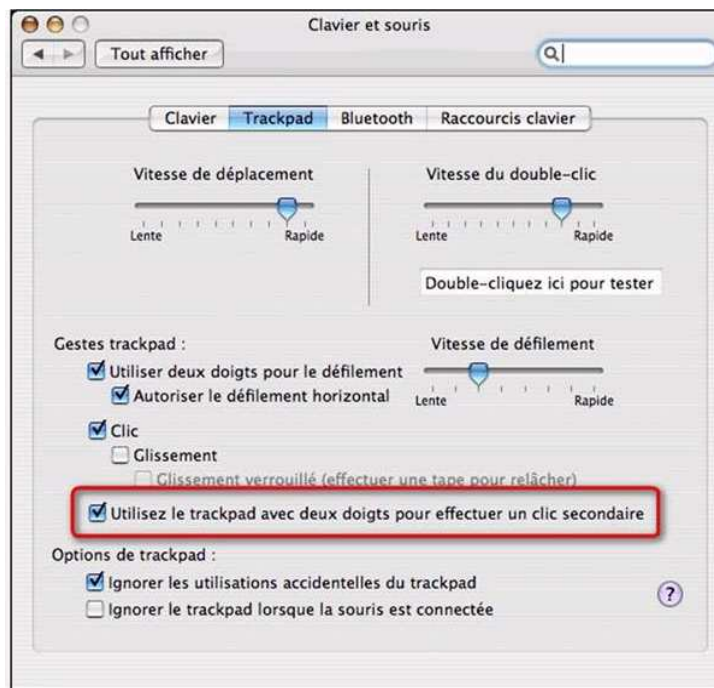 Clavier et souris
Tout afficher
Clavier Trackpad Bluetooth Raccourcis clavier
Vitesse de déplacement
Vitesse du double-clic
Lente Rapide
Lente Rapide
Double-cliquez ici pour tester
Gestes trackpad :
Vitesse de défilement
Utiliser deux doigts pour le défilement
Autoriser le défilement horizontal
Lente Rapide
Clic
Glissement
Glissement verrouillé (effectuer une tape pour relâcher)
Utilisez le trackpad avec deux doigts pour effectuer un clic secondaire
Options de trackpad :
Ignorer les utilisations accidentelles du trackpad
?
Ignorer le trackpad lorsque la souris est connectée